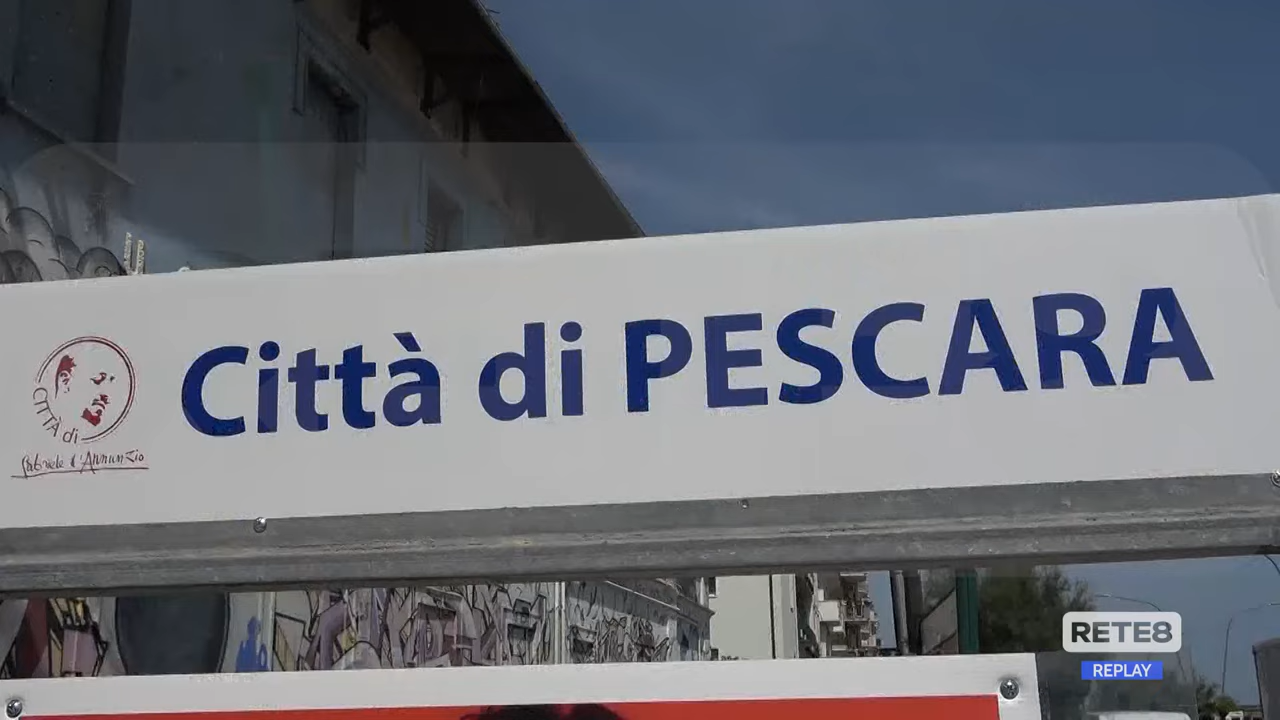 Città di PESCARA
CITTÀ di
Gabriele d'Annunzio
RETE8
REPLAY